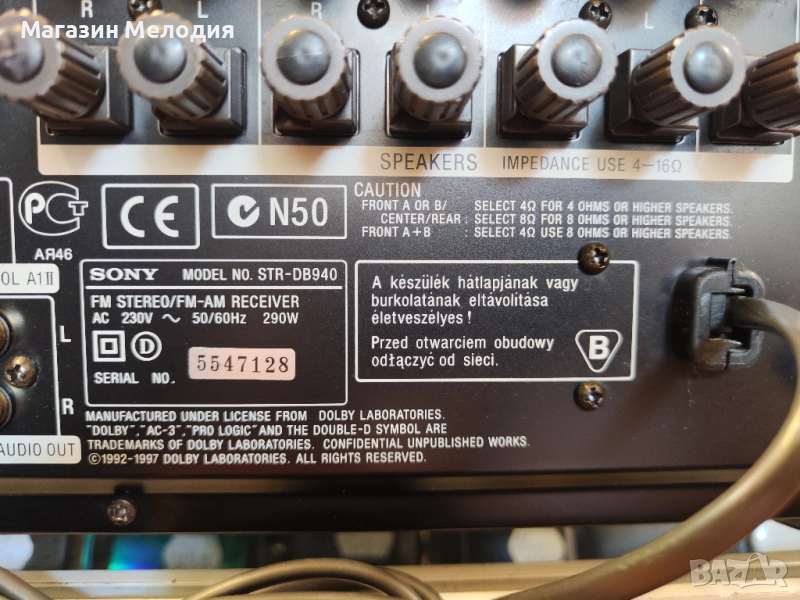 Магазин Мелодия
R L R L R L
SPEAKERS IMPEDANCE USE 4–16Ω
РСТ
АЯ46
CE
N50
CAUTION
FRONT A OR B/ : SELECT 4Ω FOR 4 OHMS OR HIGHER SPEAKERS.
CENTER/REAR : SELECT 8Ω FOR 8 OHMS OR HIGHER SPEAKERS.
FRONT A+B : SELECT 4Ω USE 8 OHMS OR HIGHER SPEAKERS.
OL A1II
SONY MODEL NO. STR-DB940
FM STEREO/FM-AM RECEIVER
AC 230V ~ 50/60Hz 290W
D
SERIAL NO. 5547128
A készülék hátlapjának vagy
burkolatának eltávolítása
életveszélyes !
Przed otwarciem obudowy
odłączyć od sieci.
B
L
R
AUDIO OUT
MANUFACTURED UNDER LICENSE FROM DOLBY LABORATORIES.
"DOLBY","AC-3","PRO LOGIC"AND THE DOUBLE-D SYMBOL ARE
TRADEMARKS OF DOLBY LABORATORIES. CONFIDENTIAL UNPUBLISHED WORKS.
©1992-1997 DOLBY LABORATORIES. ALL RIGHTS RESERVED.
BAZAR